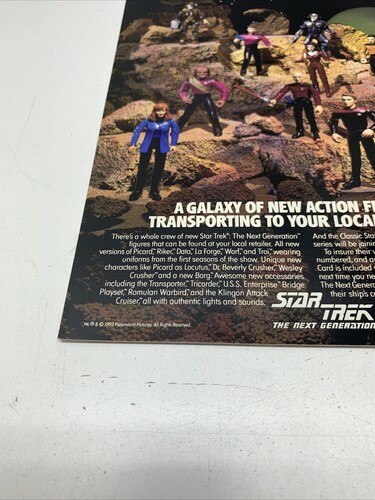 A GALAXY OF NEW ACTION FI
TRANSPORTING TO YOUR LOCA
There's a whole crew of new Star Trek®: The Next Generation™
figures that can be found at your local retailer. All new
versions of Picard,™ Riker,™ Data,™ La Forge,™ Worf,™ and Troi,™ wearing
uniforms from the first seasons of the show. Unique new
characters like Picard as Locutus,™ Dr. Beverly Crusher,™ Wesley
Crusher™ and a new Borg.™ Awesome new accessories
including the Transporter,™ Tricorder,™ U.S.S. Enterprise™ Bridge
Playset,™ Romulan Warbird,™ and the Klingon Attack
Cruiser,™ all with authentic lights and sounds.
And the Classic Sta
series will be joining
To insure their v
numbered, and a
Card is included
next time you ne
The Next Genera
their ship's c
STAR TREK
THE NEXT GENERATION
™, ® & © 1993 Paramount Pictures. All Rights Reserved.